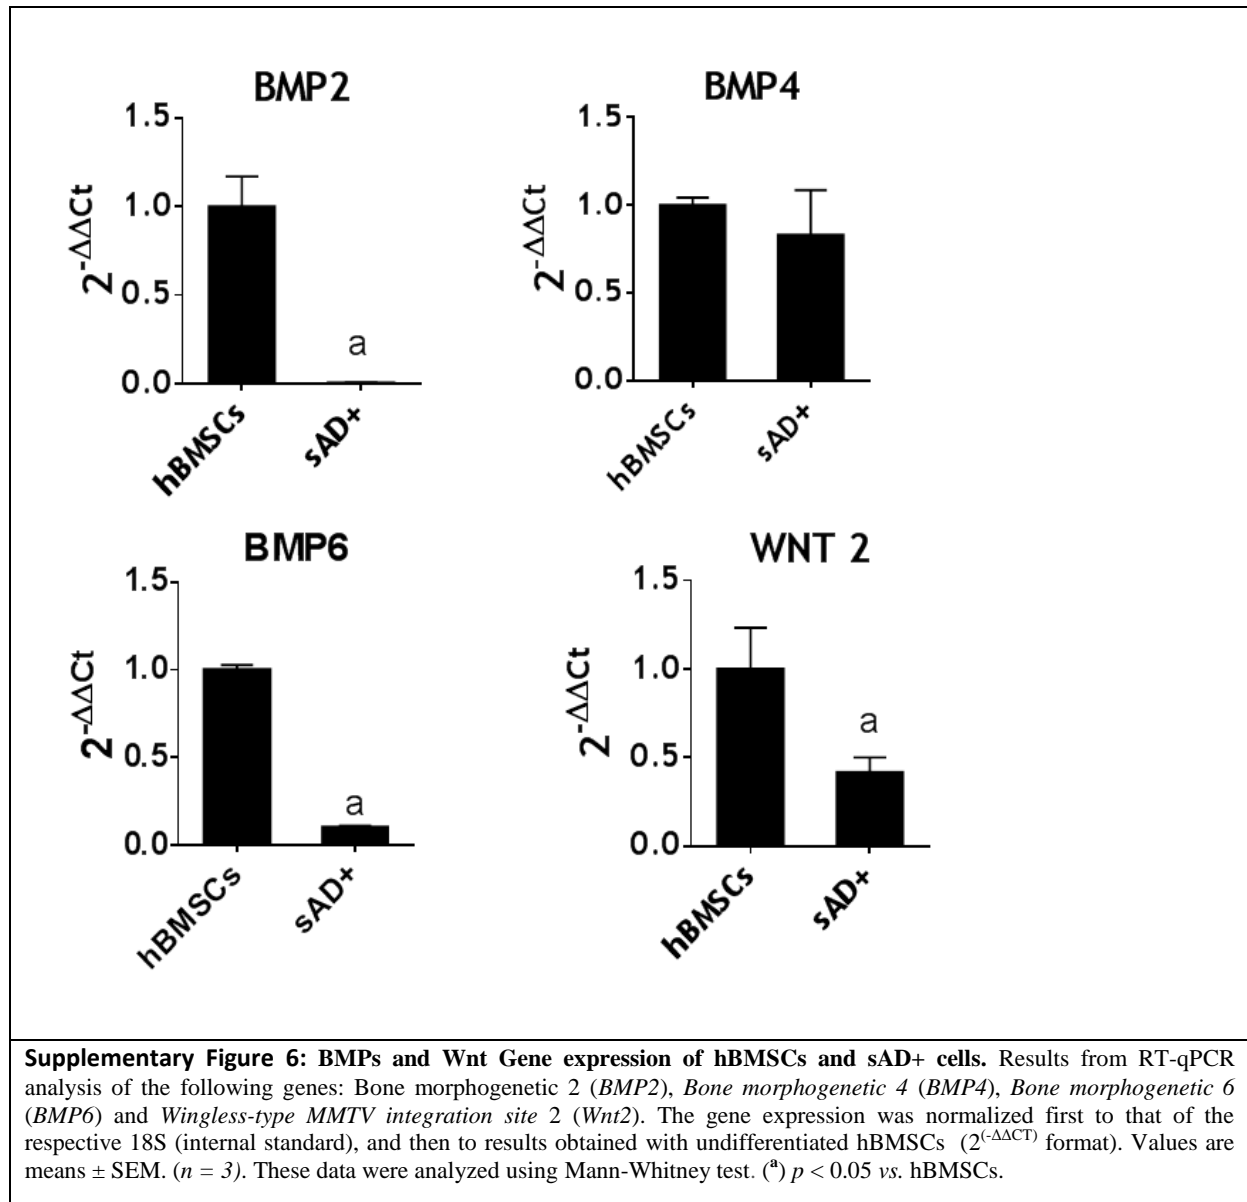 BMP2
1.5
1.0
0.5
0.0
2^-ΔΔCt
a
hBMSCs
sAD+
BMP4
1.5
1.0
0.5
0.0
2^-ΔΔCt
hBMSCs
sAD+
BMP6
1.5
1.0
0.5
0.0
2^-ΔΔCt
a
hBMSCs
sAD+
WNT 2
1.5
1.0
0.5
0.0
2^-ΔΔCt
a
hBMSCs
sAD+
Supplementary Figure 6: BMPs and Wnt Gene expression of hBMSCs and sAD+ cells. Results from RT-qPCR
analysis of the following genes: Bone morphogenetic 2 (BMP2), Bone morphogenetic 4 (BMP4), Bone morphogenetic 6
(BMP6) and Wingless-type MMTV integration site 2 (Wnt2). The gene expression was normalized first to that of the
respective 18S (internal standard), and then to results obtained with undifferentiated hBMSCs (2^(-ΔΔCT) format). Values are
means ± SEM. (n = 3). These data were analyzed using Mann-Whitney test. (a) p < 0.05 vs. hBMSCs.